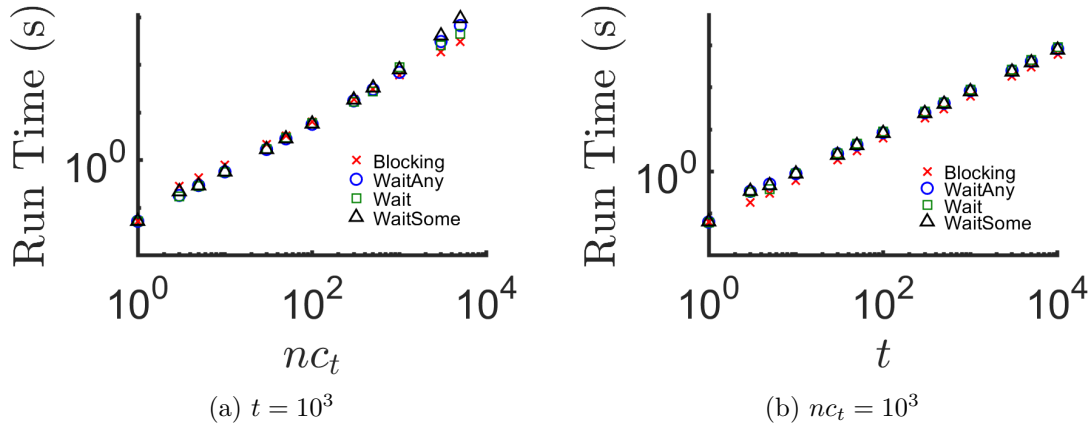 Run Time (s)
10^0
Blocking
WaitAny
Wait
WaitSome
10^0 10^2 10^4
nc_t
(a) t = 10^3
Run Time (s)
10^0
Blocking
WaitAny
Wait
WaitSome
10^0 10^2 10^4
t
(b) nc_t = 10^3